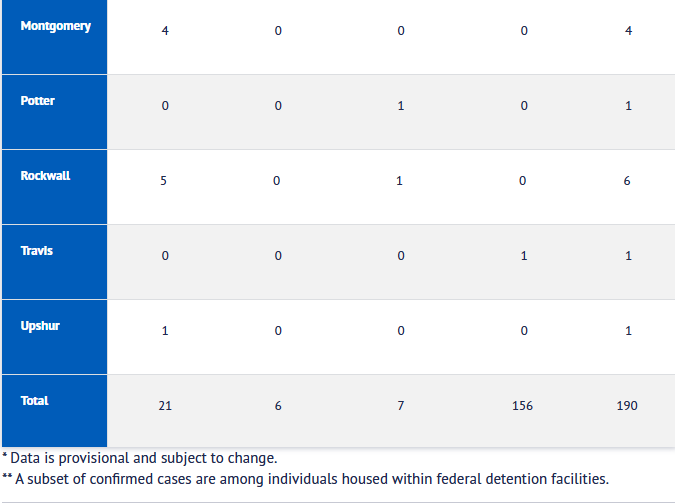 Montgomery 4 0 0 0 4
Potter 0 0 1 0 1
Rockwall 5 0 1 0 6
Travis 0 0 0 1 1
Upshur 1 0 0 0 1
Total 21 6 7 156 190
* Data is provisional and subject to change.
** A subset of confirmed cases are among individuals housed within federal detention facilities.